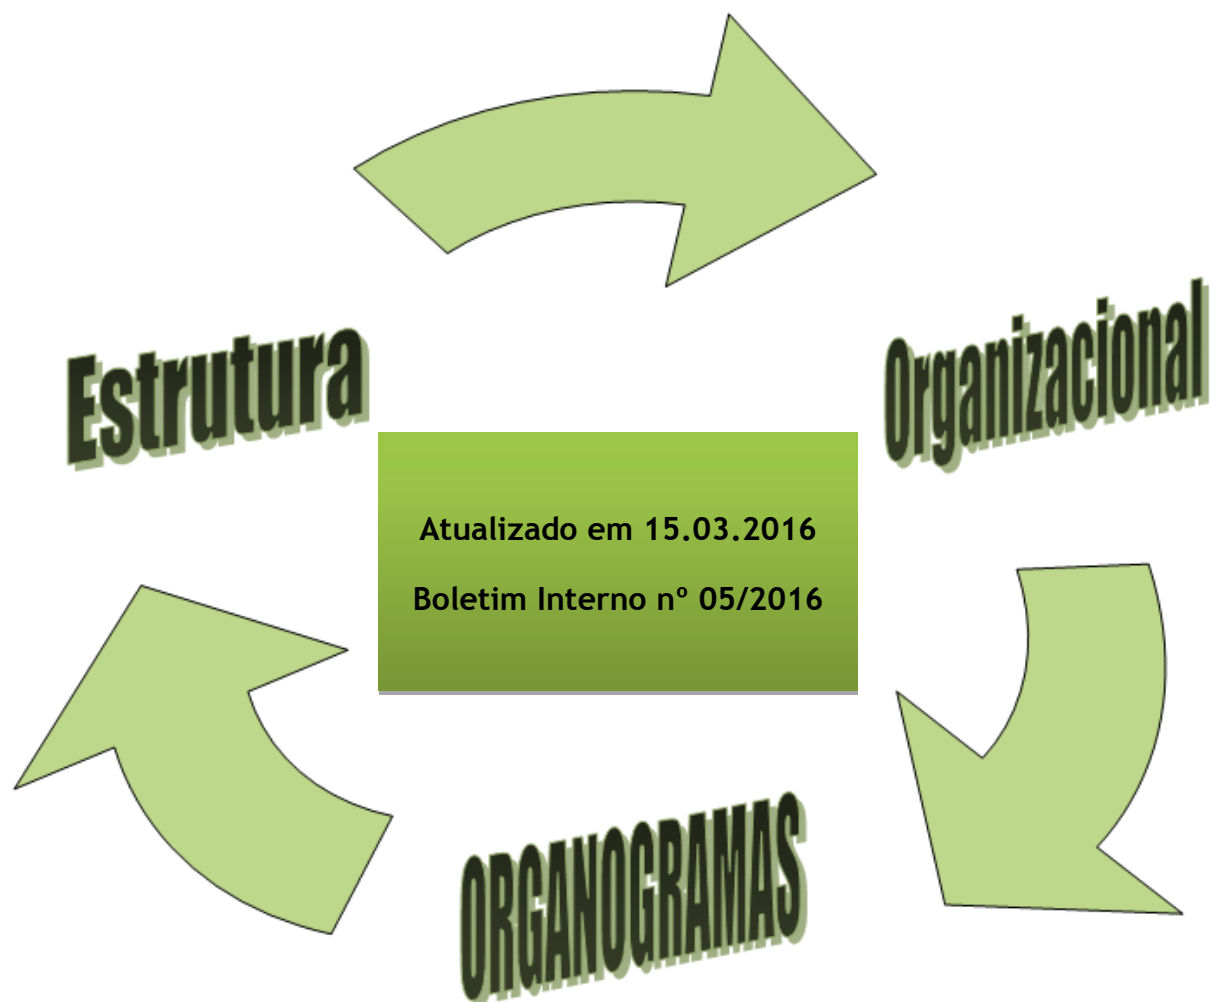 Estrutura
Organizacional
Atualizado em 15.03.2016
Boletim Interno nº 05/2016
ORGANOGRAMAS